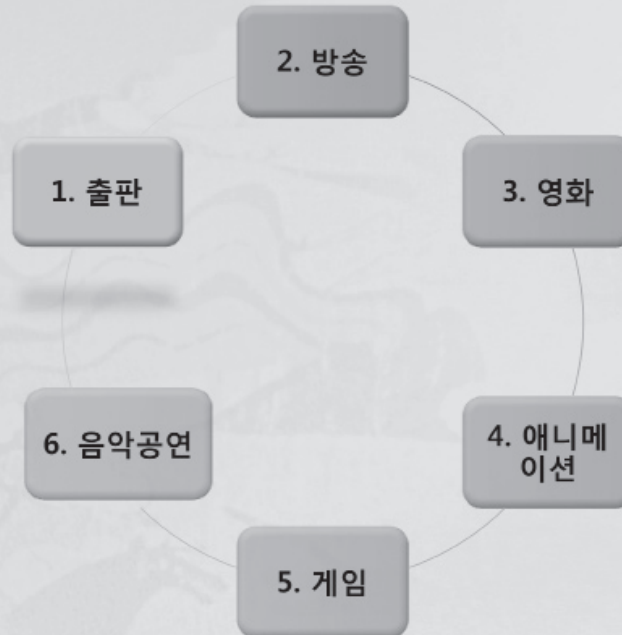 1. 출판
2. 방송
3. 영화
4. 애니메
이션
5. 게임
6. 음악공연